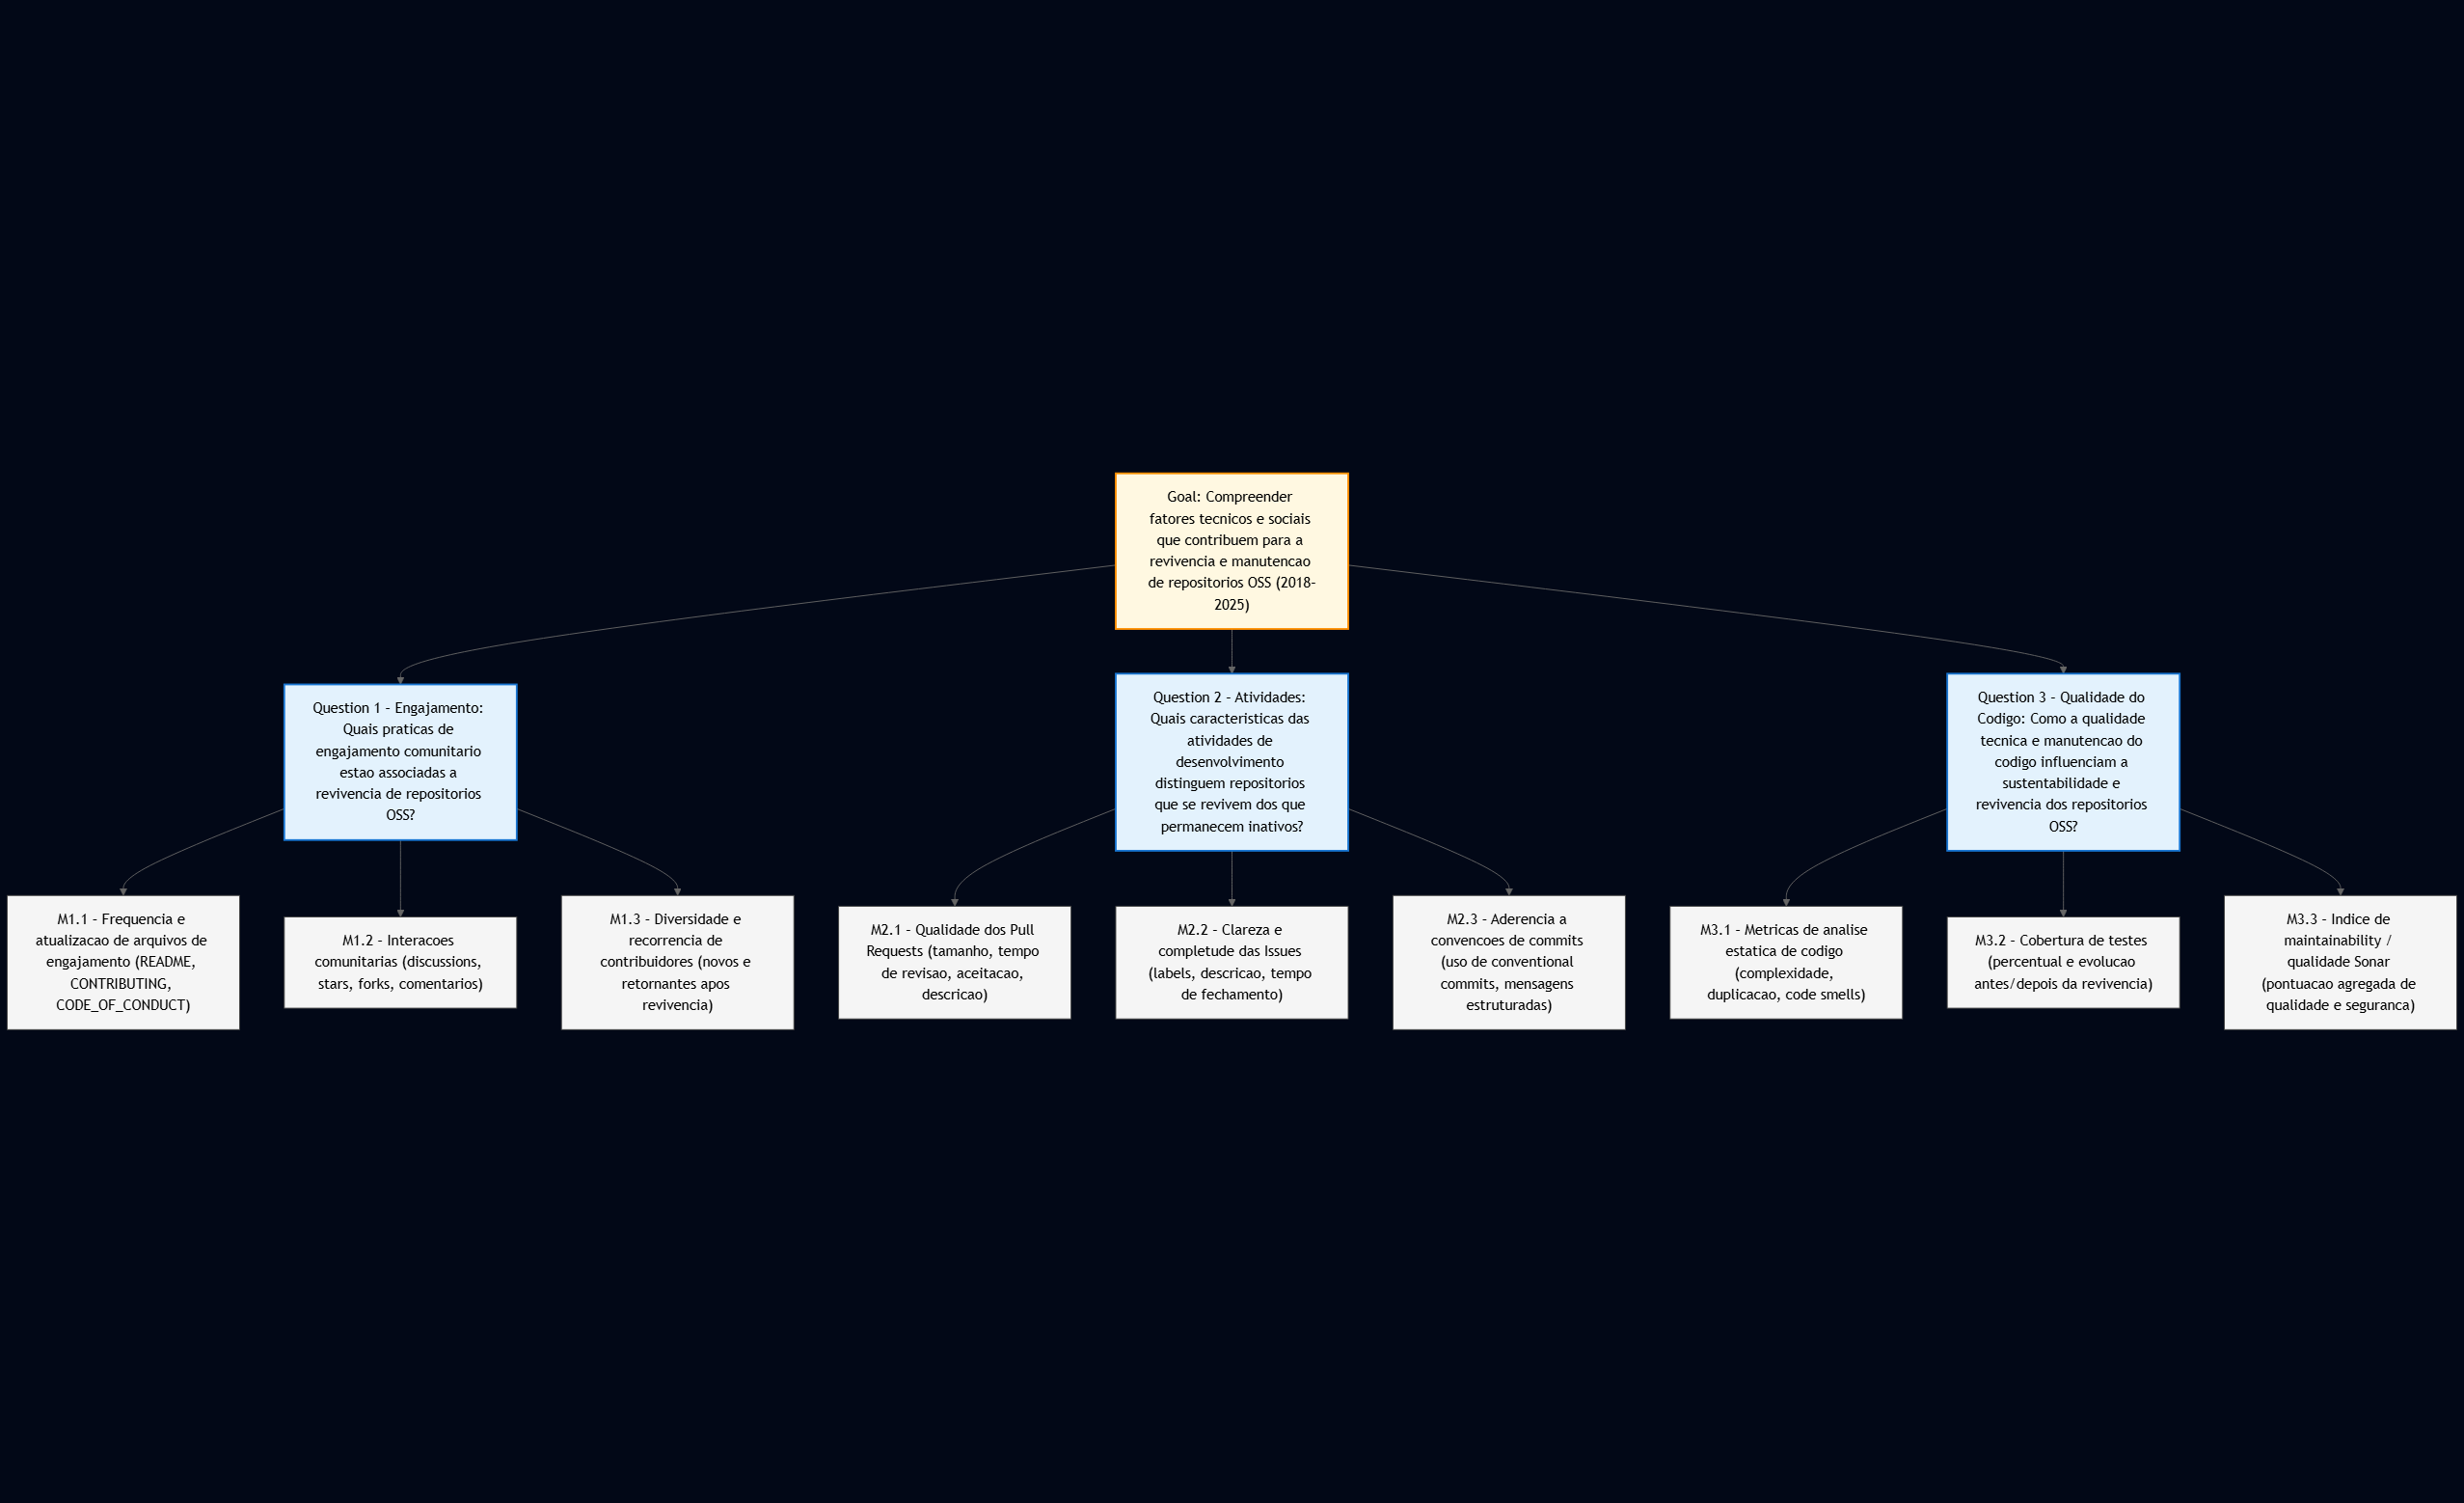 Goal: Compreender
fatores tecnicos e sociais
que contribuem para a
revivencia e manutencao
de repositorios OSS (2018-
2025)
Question 1 - Engajamento:
Quais praticas de
engajamento comunitario
estao associadas a
revivencia de repositorios
OSS?
Question 2 - Atividades:
Quais caracteristicas das
atividades de
desenvolvimento
distinguem repositorios
que se revivem dos que
permanecem inativos?
Question 3 - Qualidade do
Codigo: Como a qualidade
tecnica e manutencao do
codigo influenciam a
sustentabilidade e
revivencia dos repositorios
OSS?
M1.1 - Frequencia e
atualizacao de arquivos de
engajamento (README,
CONTRIBUTING,
CODE_OF_CONDUCT)
M1.2 - Interacoes
comunitarias (discussions,
stars, forks, comentarios)
M1.3 - Diversidade e
recorrencia de
contribuidores (novos e
retornantes apos
revivencia)
M2.1 - Qualidade dos Pull
Requests (tamanho, tempo
de revisao, aceitacao,
descricao)
M2.2 - Clareza e
completude das Issues
(labels, descricao, tempo
de fechamento)
M2.3 - Aderencia a
convencoes de commits
(uso de conventional
commits, mensagens
estruturadas)
M3.1 - Metricas de analise
estatica de codigo
(complexidade,
duplicacao, code smells)
M3.2 - Cobertura de testes
(percentual e evolucao
antes/depois da revivencia)
M3.3 - Indice de
maintainability /
qualidade Sonar
(pontuacao agregada de
qualidade e seguranca)